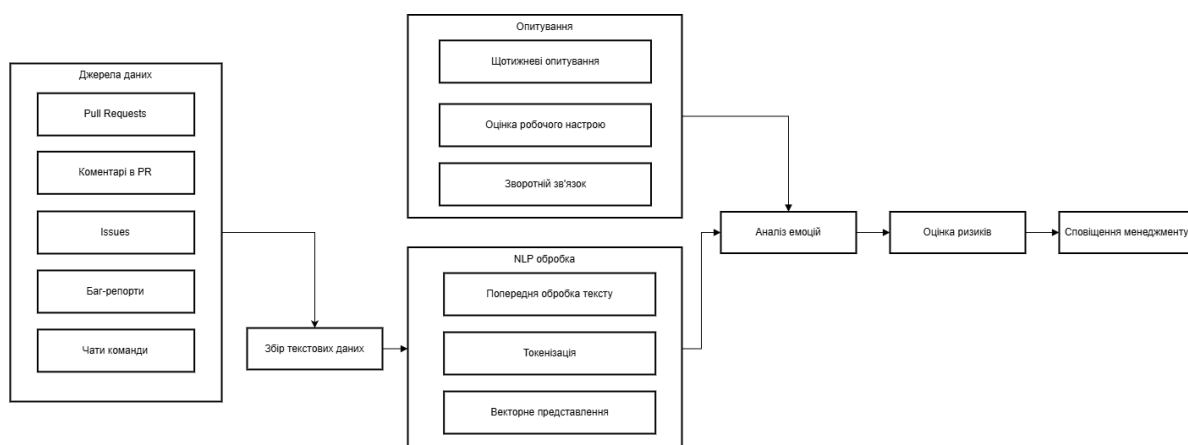 Джерела даних
Pull Requests
Коментарі в PR
Issues
Баг-репорти
Чати команди
Збір текстових даних
Опитування
Щотижневі опитування
Оцінка робочого настрою
Зворотній зв'язок
NLP обробка
Попередня обробка тексту
Токенізація
Векторне представлення
Аналіз емоцій
Оцінка ризиків
Сповіщення менеджменту